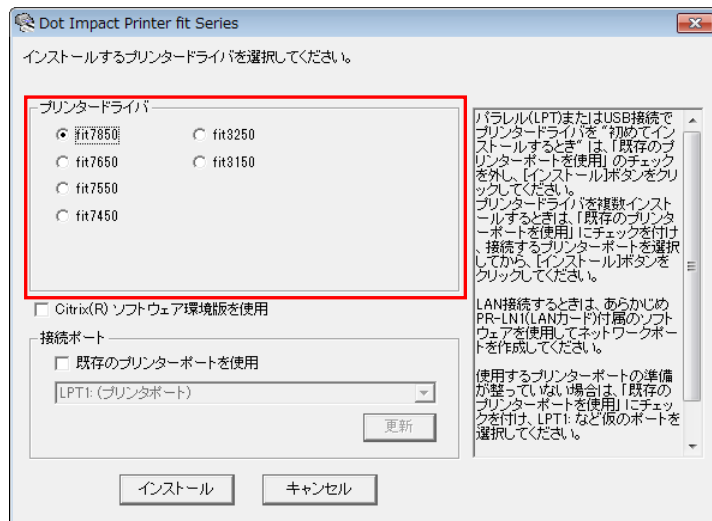 Dot Impact Printer fit Series
インストールするプリンタードライバを選択してください。
プリンタードライバ
fit7850
fit3250
fit7650
fit3150
fit7550
fit7450
Citrix(R) ソフトウェア環境版を使用
接続ポート
既存のプリンターポートを使用
LPT1: (プリンタポート)
更新
インストール
キャンセル
パラレル(LPT)またはUSB接続で
プリンタードライバを "初めてイン
ストールするとき" は、「既存のプ
リンターポートを使用」 のチェック
を外し、[インストール]ボタンをクリ
ックしてください。
プリンタードライバを複数インスト
ールするときは、「既存のプリンタ
ーポートを使用」にチェックを付け
、接続するプリンターポートを選択
してから、[インストール]ボタンを
クリックしてください。
LAN接続するときは、あらかじめ
PR-LN1(LANカード)付属のソフト
ウェアを使用してネットワークポー
トを作成してください。
使用するプリンターポートの準備
が整っていない場合は、「既存の
プリンターポートを使用」にチェッ
クを付け、LPT1: など仮のポートを
選択してください。